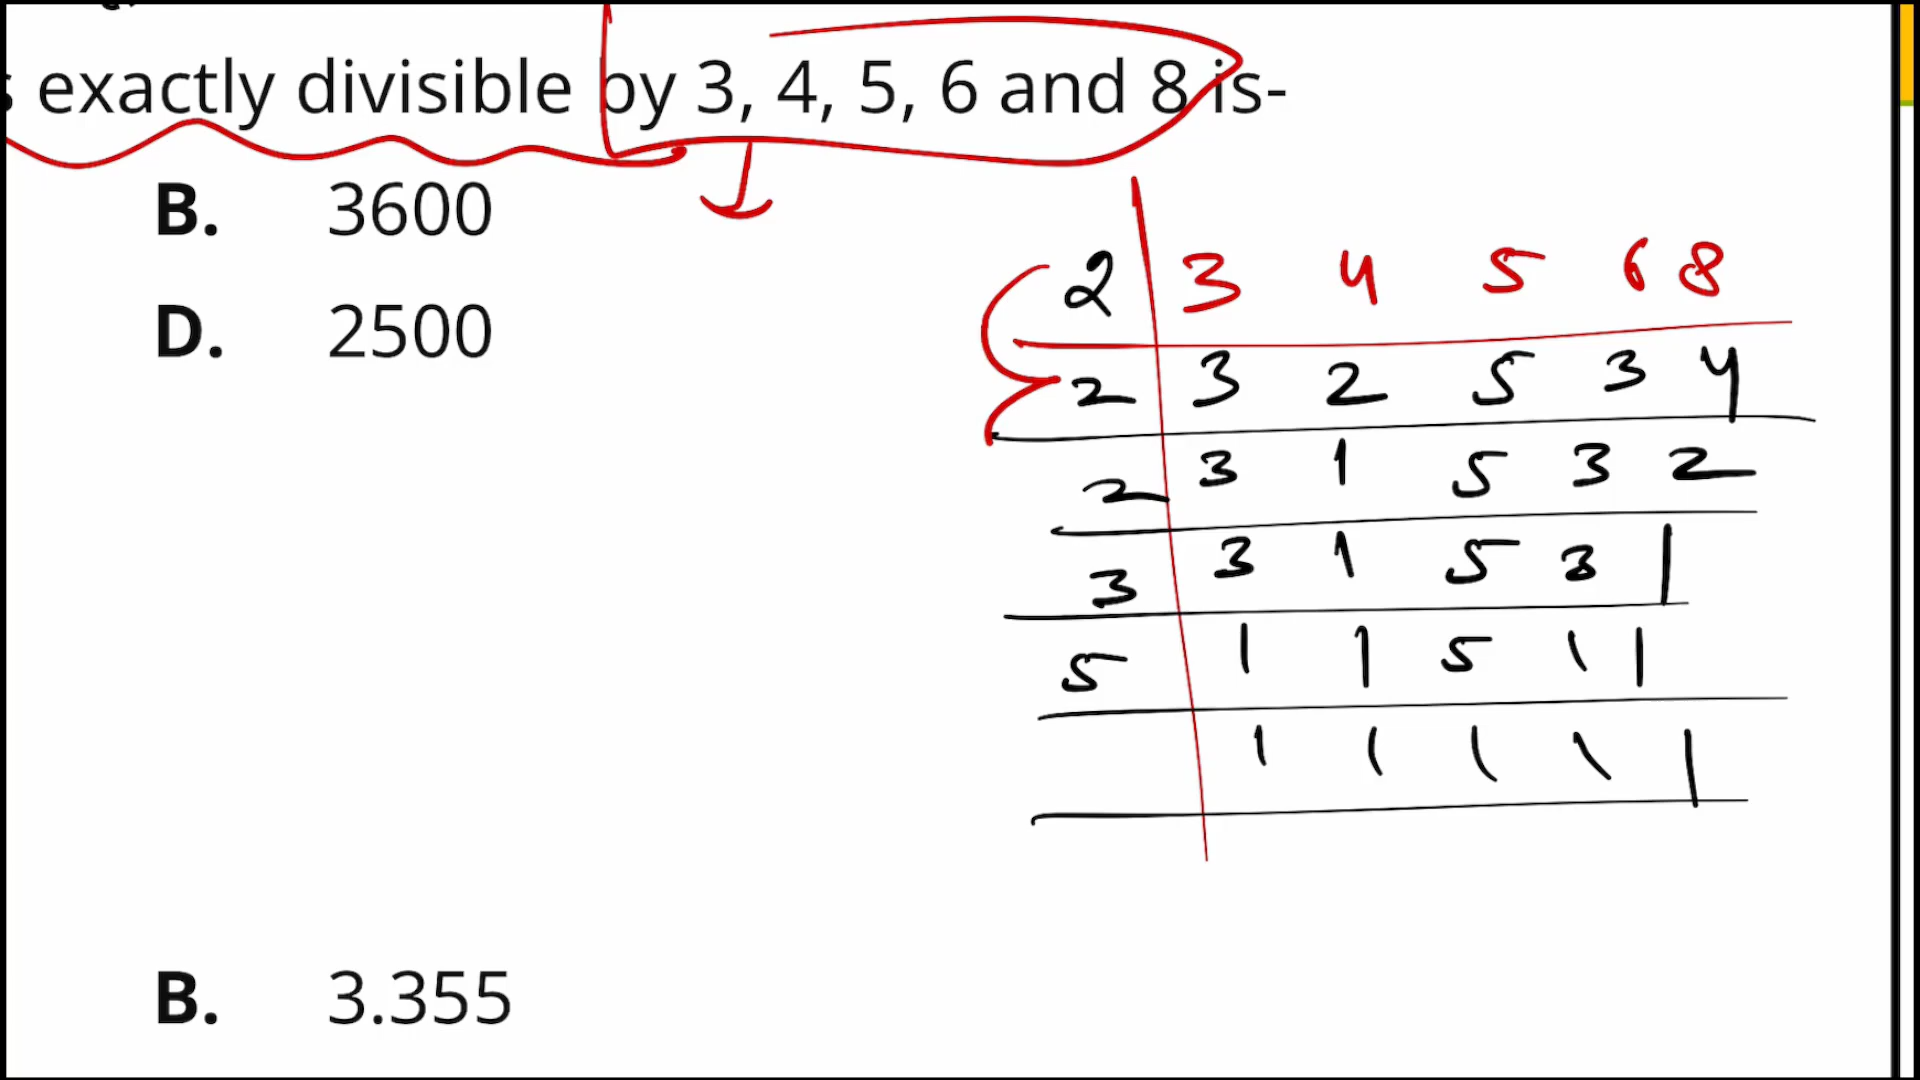 s exactly divisible by 3, 4, 5, 6 and 8 is-
B. 3600
D. 2500
2 3 4 5 6 8
2 3 2 5 3 4
2 3 1 5 3 2
3 3 1 5 3 1
5 1 1 5 1 1
1 1 1 1 1
B. 3.355